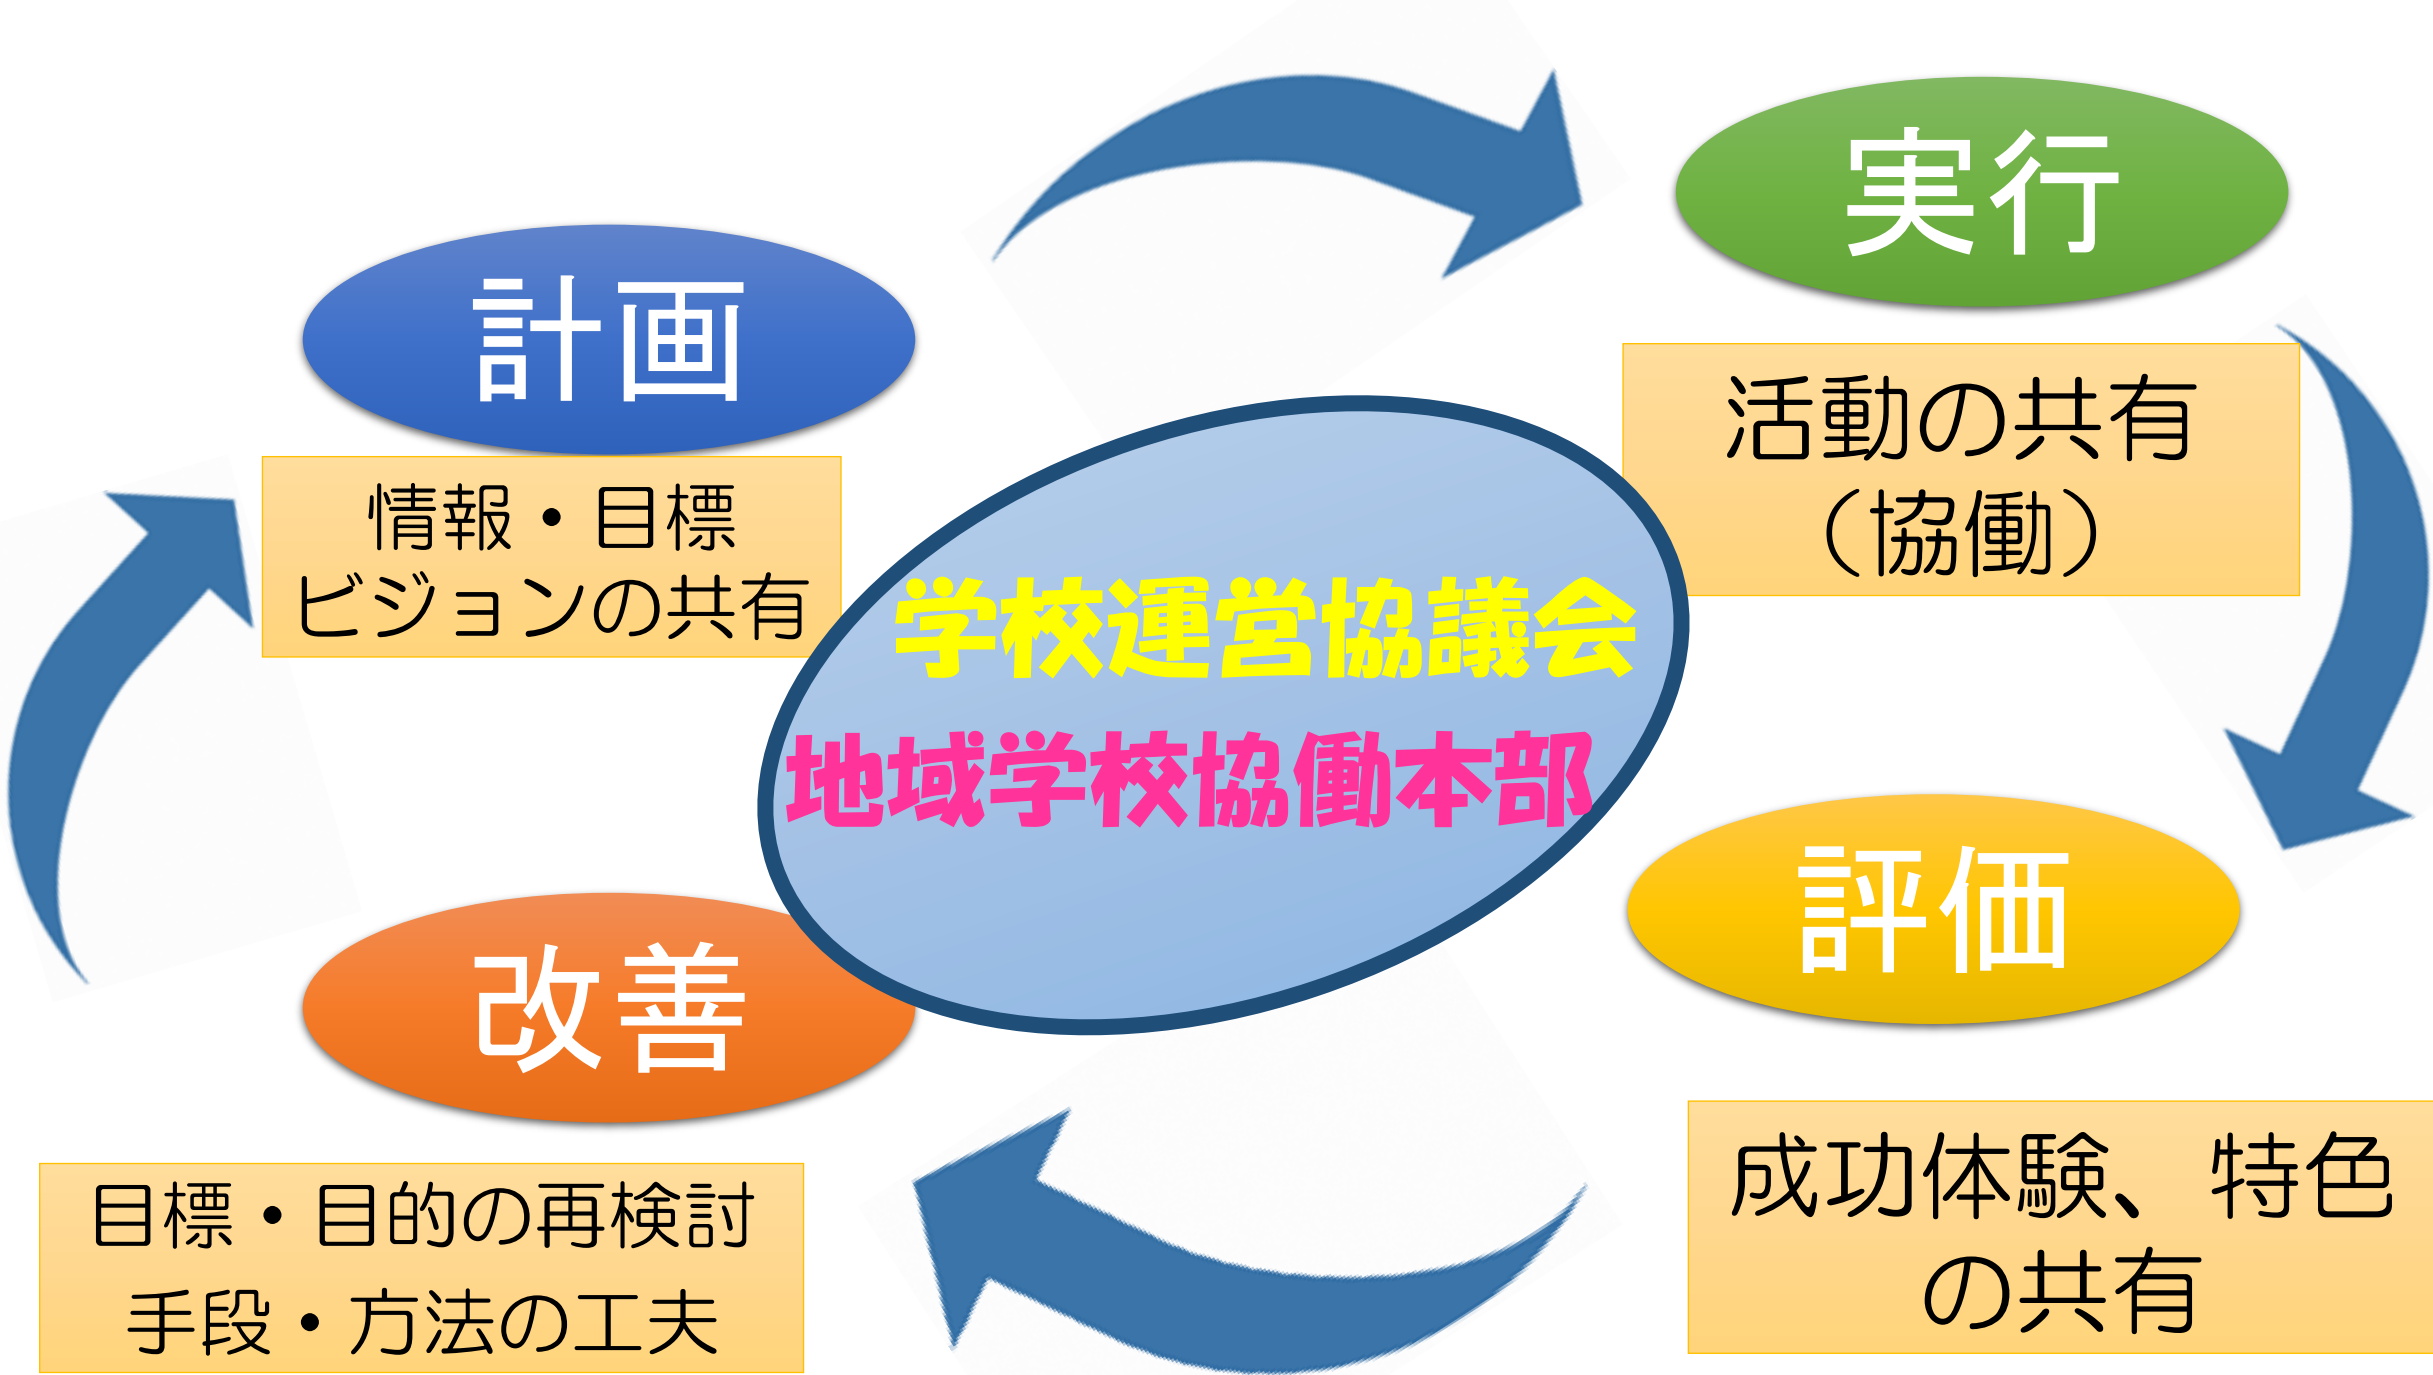 計画
情報・目標
ビジョンの共有
実行
活動の共有
（協働）
学校運営協議会
地域学校協働本部
評価
成功体験、特色
の共有
改善
目標・目的の再検討
手段・方法の工夫